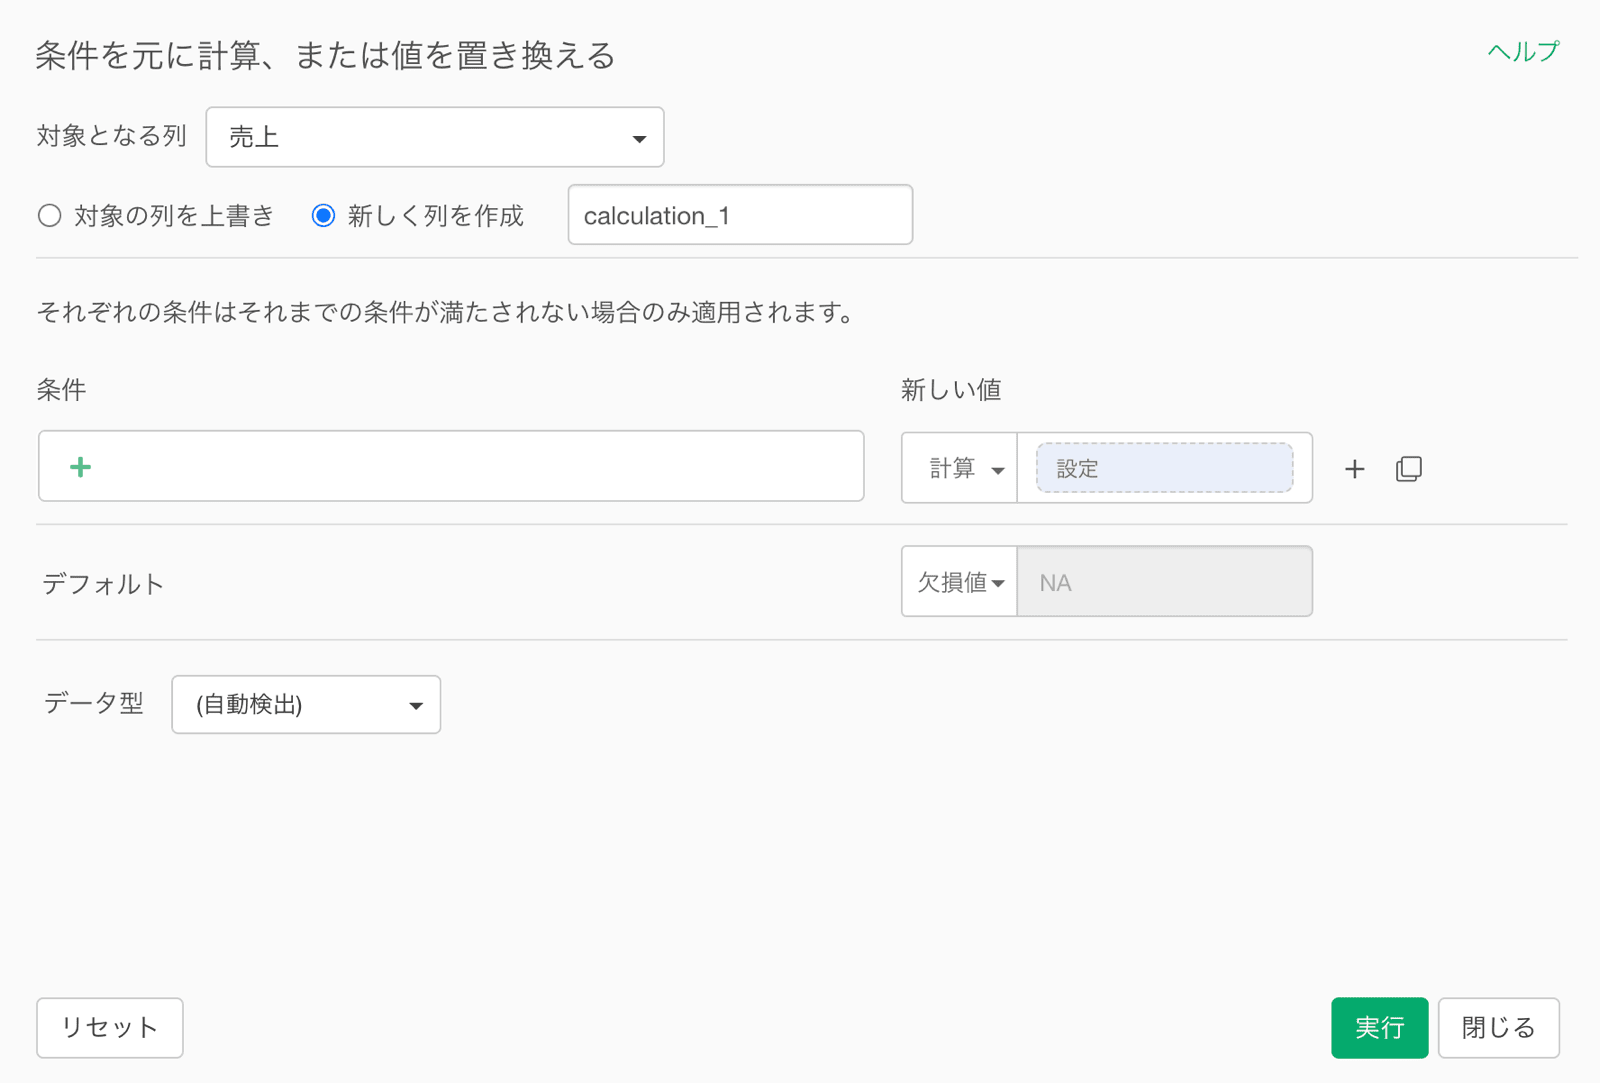 条件を元に計算、または値を置き換える
ヘルプ
対象となる列 売上
対象の列を上書き 新しく列を作成 calculation_1
それぞれの条件はそれまでの条件が満たされない場合のみ適用されます。
条件 新しい値
計算 設定
デフォルト 欠損値 NA
データ型 (自動検出)
リセット 実行 閉じる